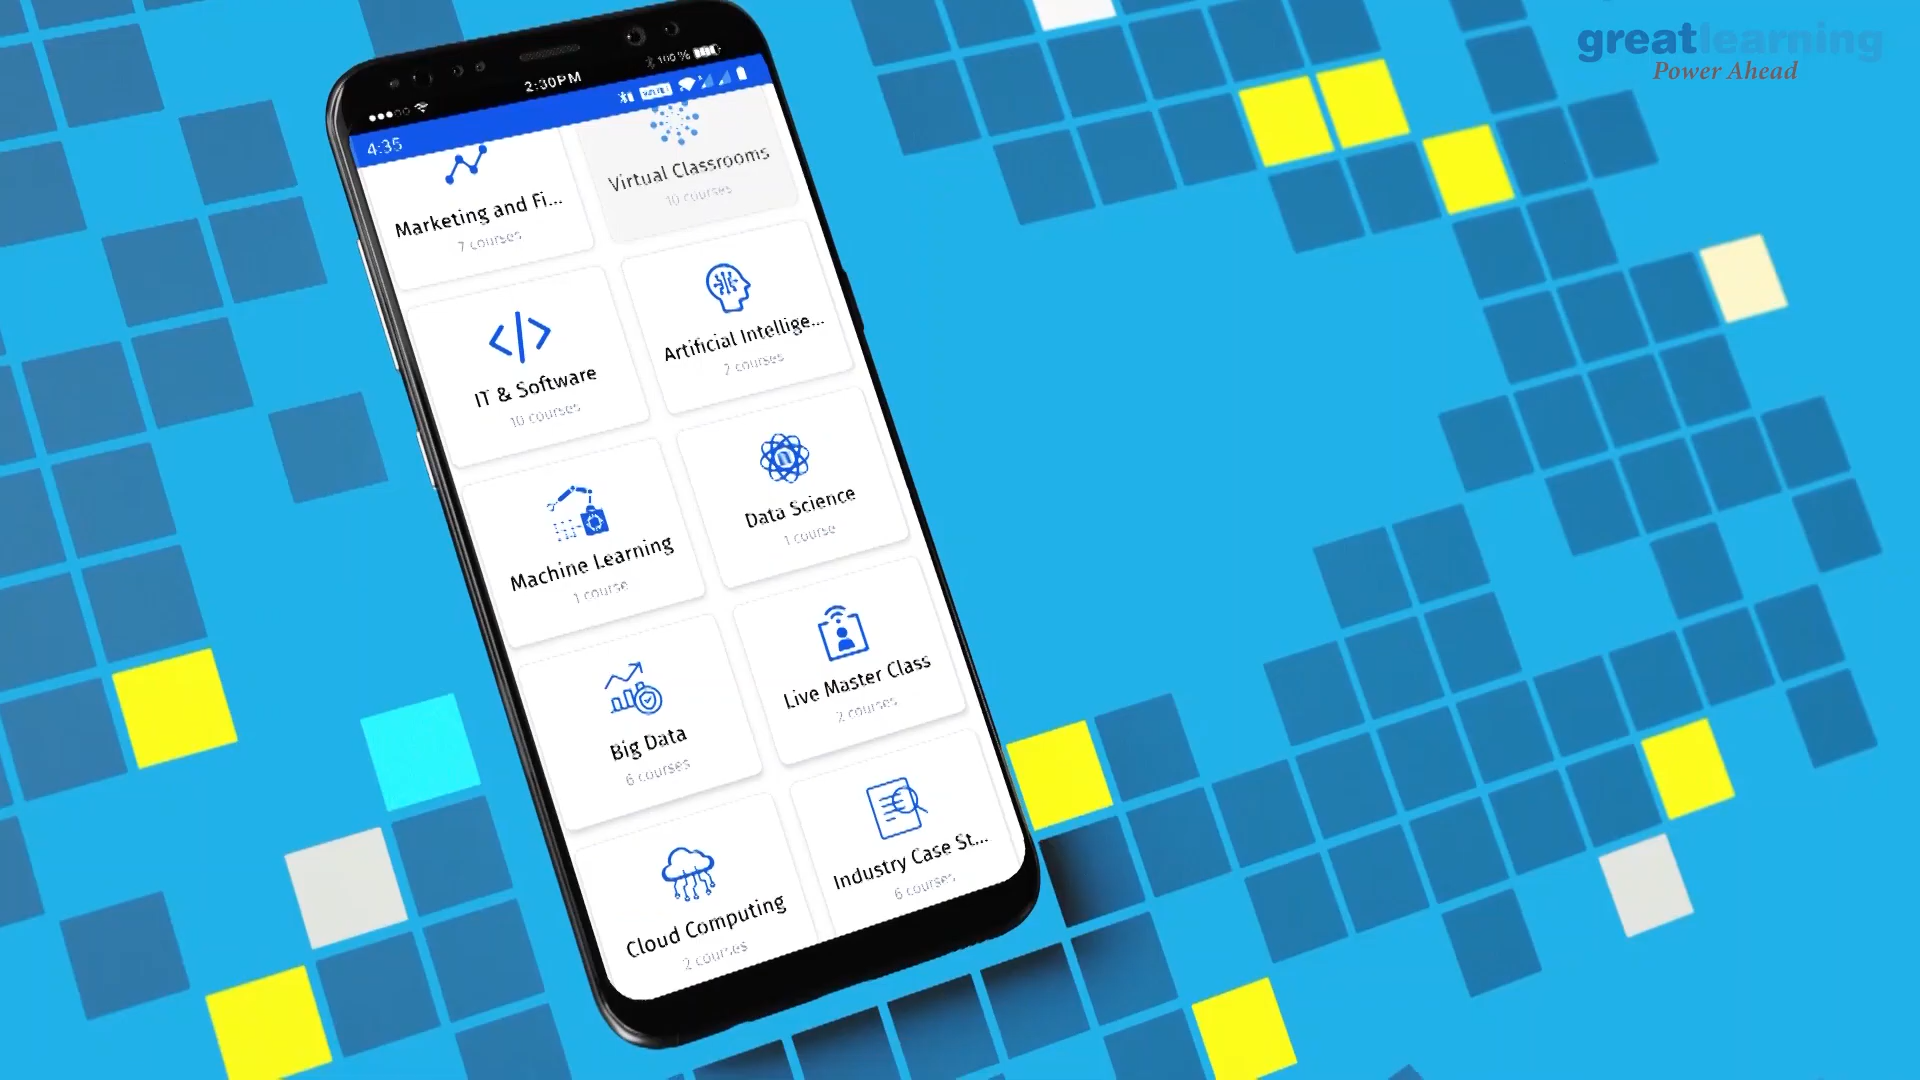 greatlearning
Power Ahead
100 %
2:30PM
4:35
Marketing and Fi...
7 courses
Virtual Classrooms
10 courses
IT & Software
10 courses
Artificial Intellige...
2 courses
Machine Learning
1 course
Data Science
1 course
Big Data
6 courses
Live Master Class
2 courses
Cloud Computing
2 courses
Industry Case St...
6 courses